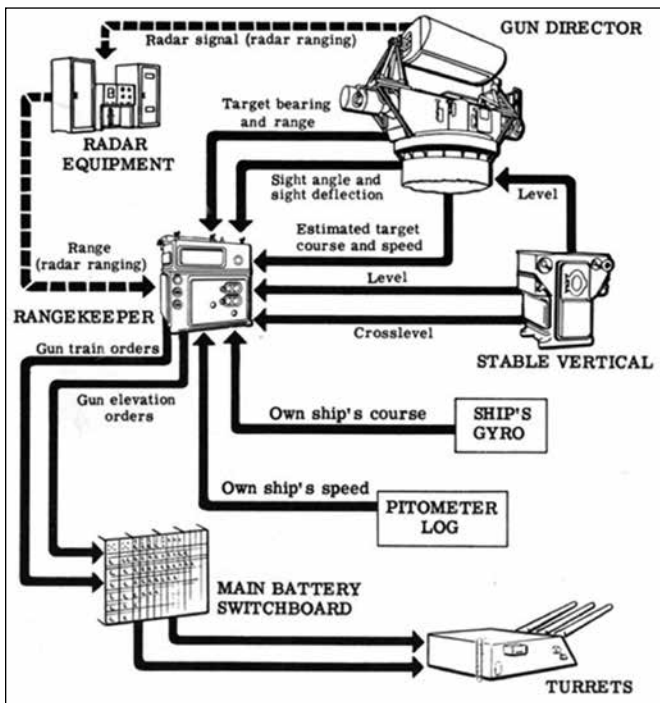 GUN DIRECTOR
Radar signal (radar ranging)
RADAR
EQUIPMENT
Target bearing
and range
Sight angle and
sight deflection
Level
Estimated target
course and speed
Range
(radar ranging)
Level
RANGEKEEPER
Crosslevel
STABLE VERTICAL
Gun train orders
Gun elevation
orders
Own ship's course
SHIP'S
GYRO
Own ship's speed
PITOMETER
LOG
MAIN BATTERY
SWITCHBOARD
TURRETS